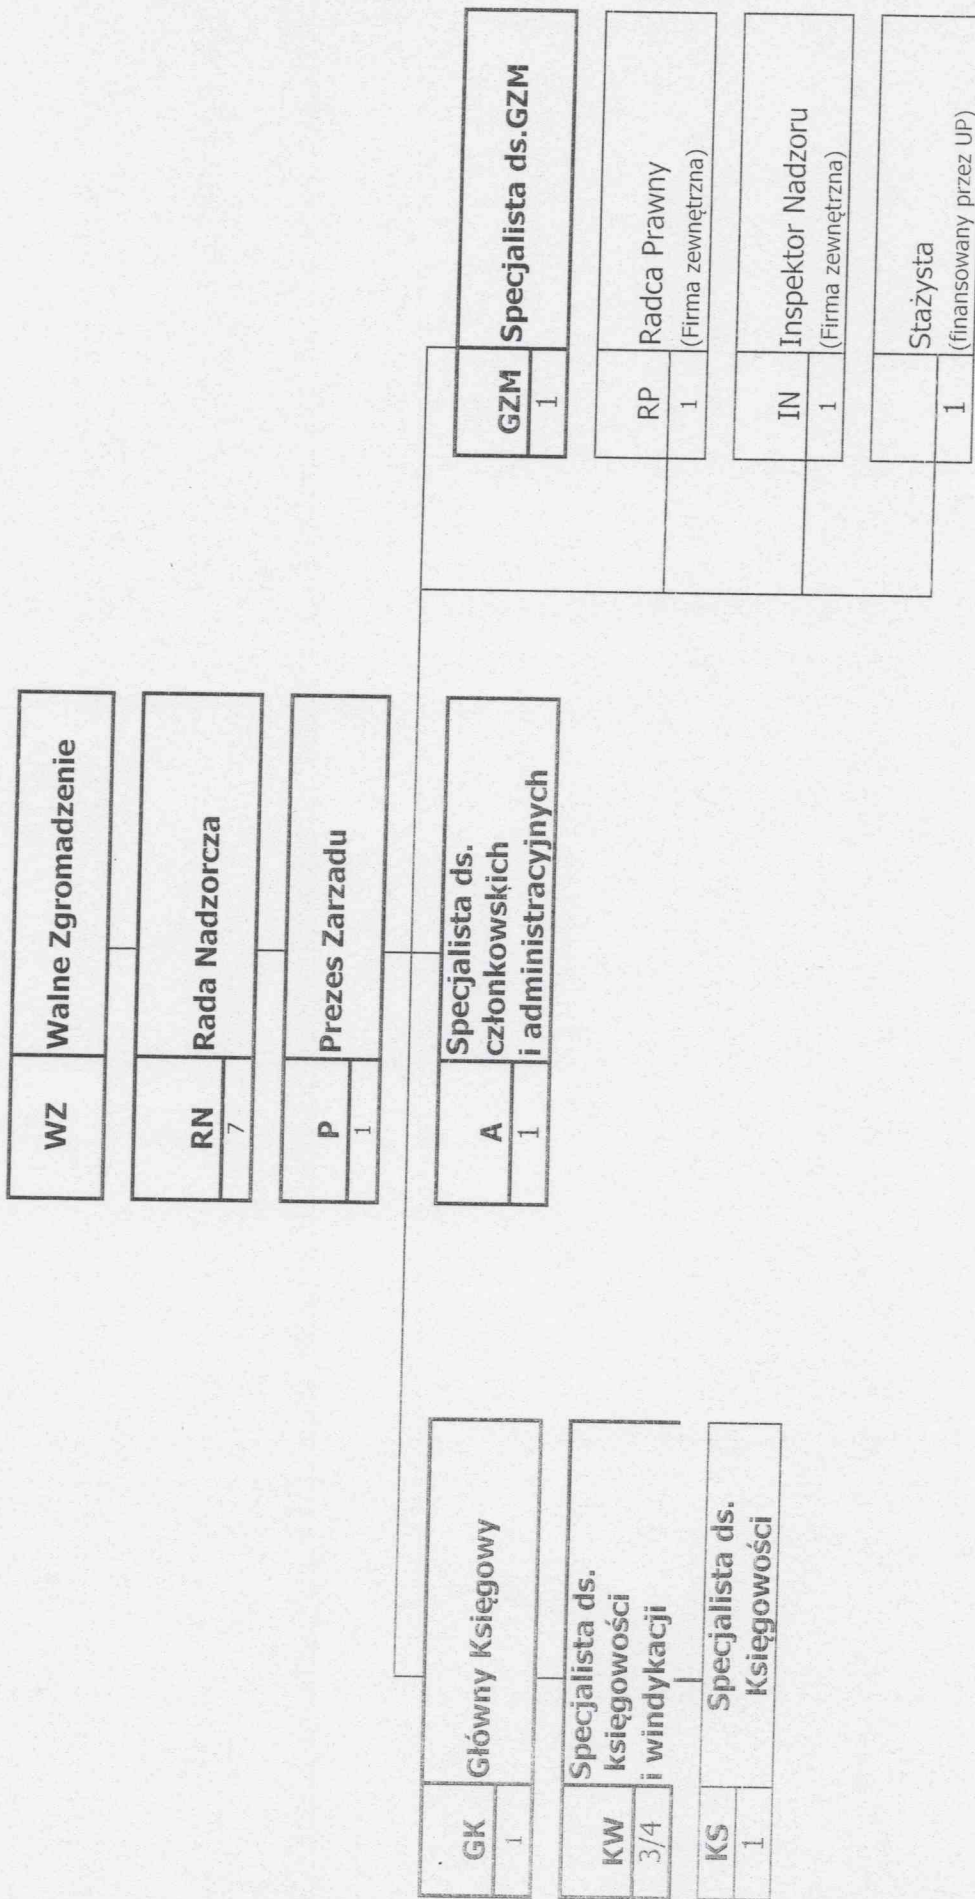 WZ
Walne Zgromadzenie
RN
7
Rada Nadzorcza
P
1
Prezes Zarzadu
GK
1
Główny Księgowy
A
1
Specjalista ds.
członkowskich
i administracyjnych
GZM
1
Specjalista ds.GZM
KW
3/4
Specjalista ds.
księgowości
i windykacji
KS
1
Specjalista ds.
Księgowości
RP
1
Radca Prawny
(Firma zewnętrzna)
IN
1
Inspektor Nadzoru
(Firma zewnętrzna)
1
Stażysta
(finansowany przez UP)